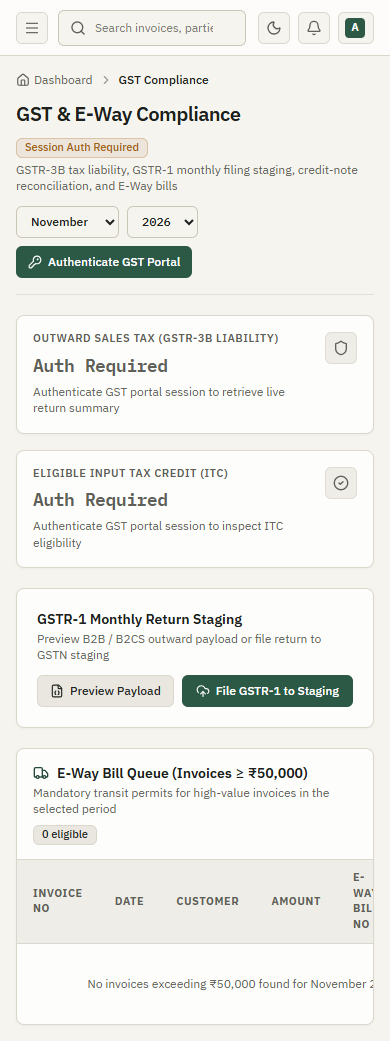 Search invoices, partie
A
Dashboard > GST Compliance
GST & E-Way Compliance
Session Auth Required
GSTR-3B tax liability, GSTR-1 monthly filing staging, credit-note
reconciliation, and E-Way bills
November 2026
Authenticate GST Portal
OUTWARD SALES TAX (GSTR-3B LIABILITY)
Auth Required
Authenticate GST portal session to retrieve live
return summary
ELIGIBLE INPUT TAX CREDIT (ITC)
Auth Required
Authenticate GST portal session to inspect ITC
eligibility
GSTR-1 Monthly Return Staging
Preview B2B / B2CS outward payload or file return to
GSTN staging
Preview Payload File GSTR-1 to Staging
E-Way Bill Queue (Invoices ≥ ₹50,000)
Mandatory transit permits for high-value invoices in the
selected period
0 eligible
INVOICE NO DATE CUSTOMER AMOUNT E-WAY BILL NO
No invoices exceeding ₹50,000 found for November 2